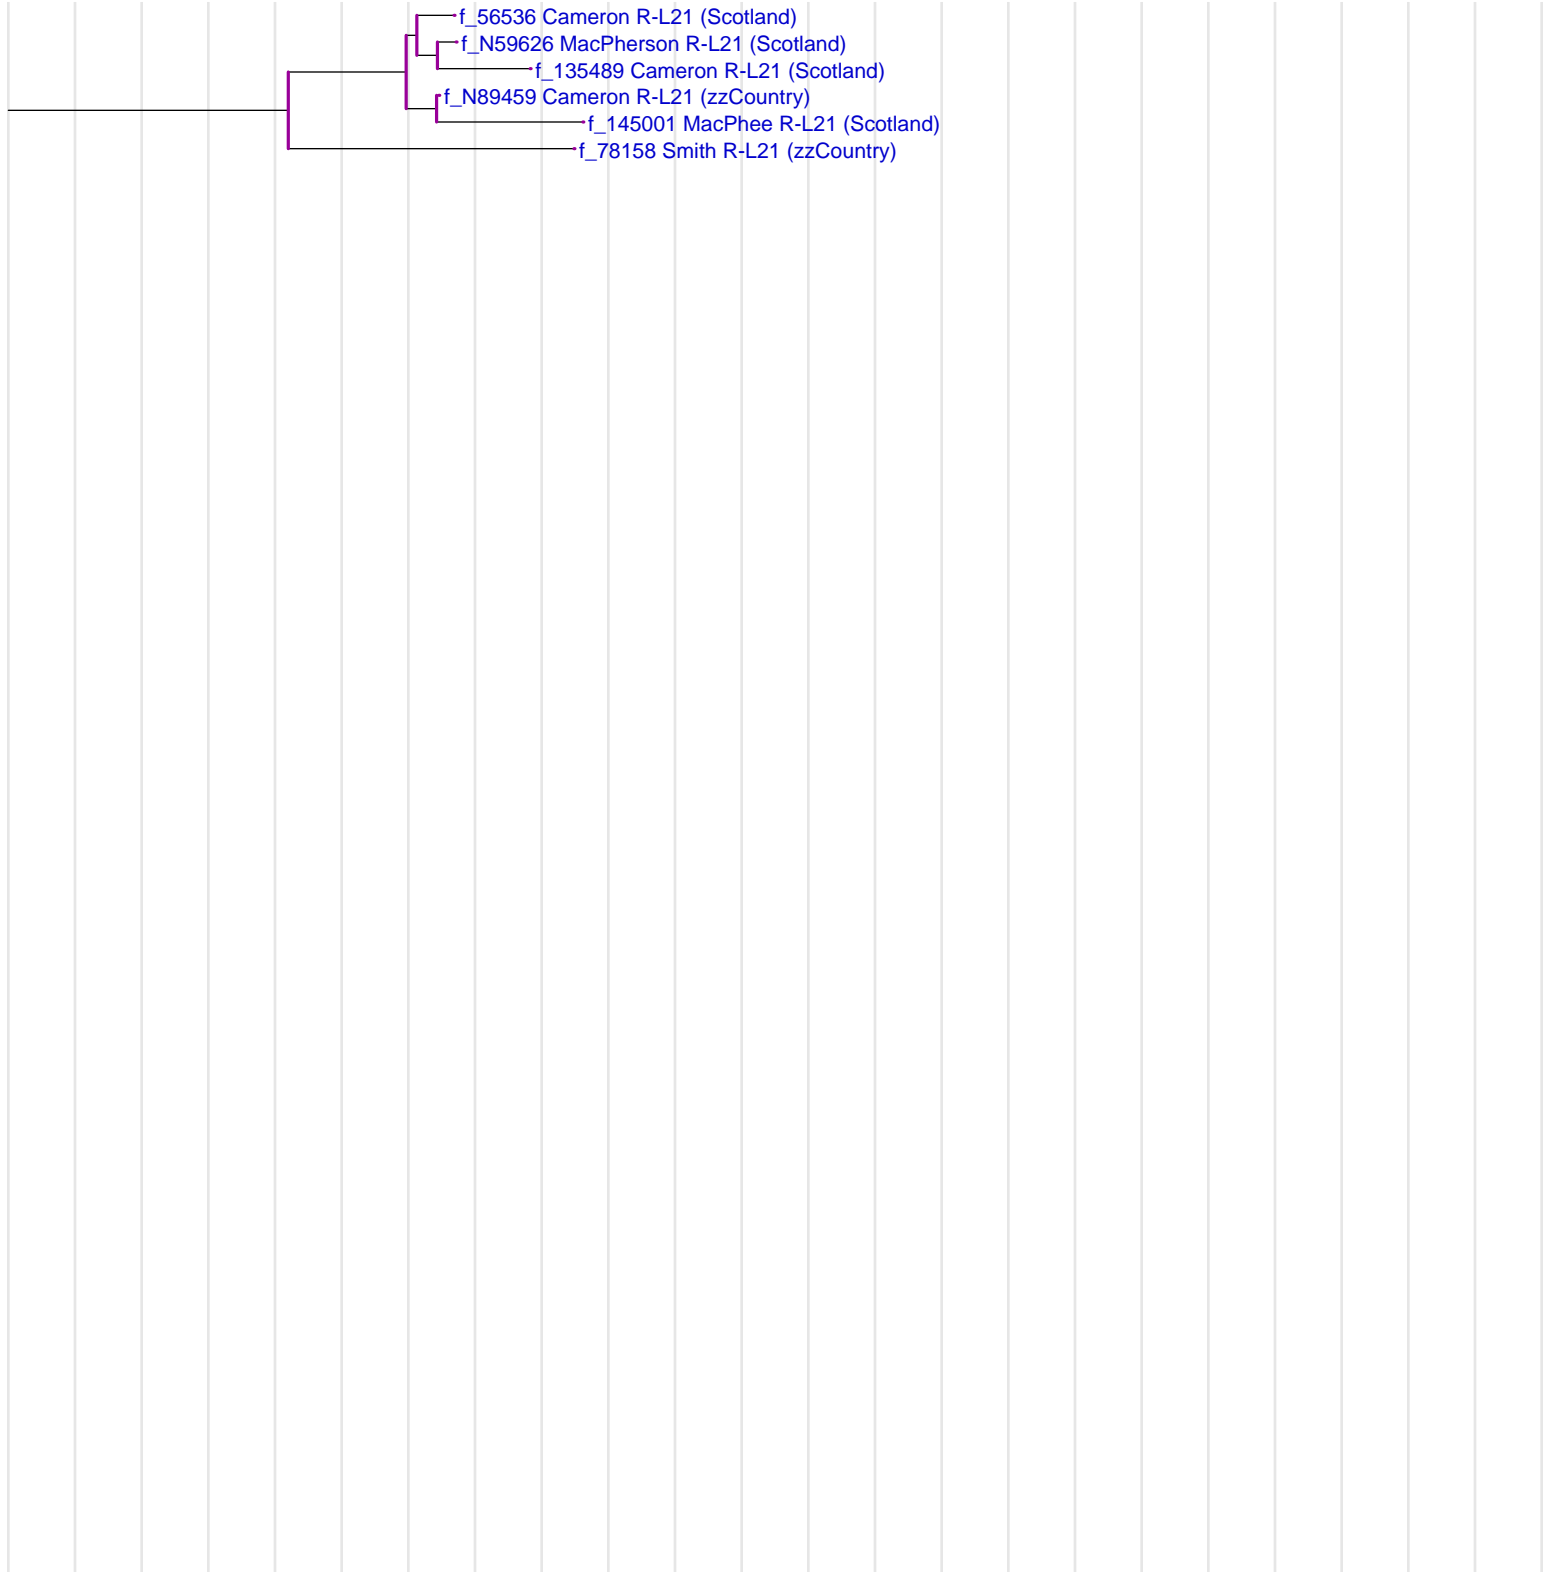 f_56536 Cameron R-L21 (Scotland)
f_N59626 MacPherson R-L21 (Scotland)
f_135489 Cameron R-L21 (Scotland)
f_N89459 Cameron R-L21 (zzCountry)
f_145001 MacPhee R-L21 (Scotland)
f_78158 Smith R-L21 (zzCountry)